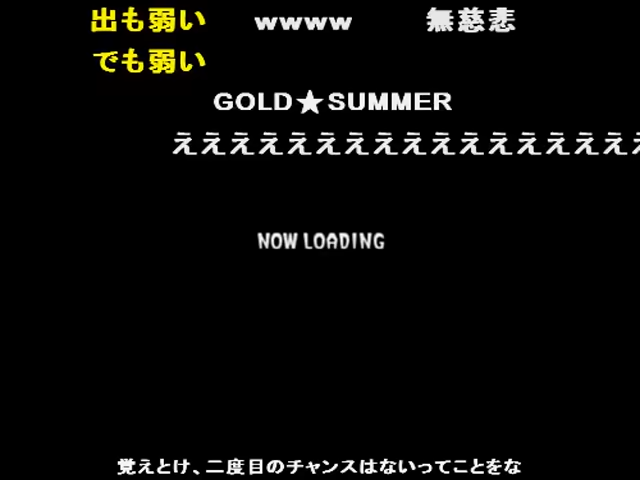 出も弱い wwww 無慈悲
でも弱い
GOLD★SUMMER
えええええええええええええええええ
NOW LOADING
覚えとけ、二度目のチャンスはないってことをな